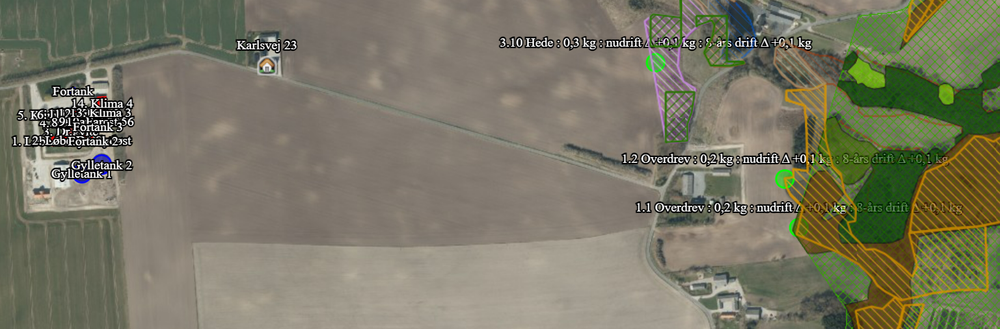 3.10 Hede : 0,3 kg : nudrift Δ +0,1 kg : 8-års drift Δ +0,1 kg
Karlsvej 23
Fortank
14. Klima 4
Klima 3
Fortank 3
Fortank 2
1.2 Overdrev : 0,2 kg : nudrift Δ +0,1 kg : 8-års drift Δ +0,1 kg
Gylletank 2
Gylletank 1
1.1 Overdrev : 0,2 kg : nudrift Δ +0,1 kg : 8-års drift Δ +0,1 kg